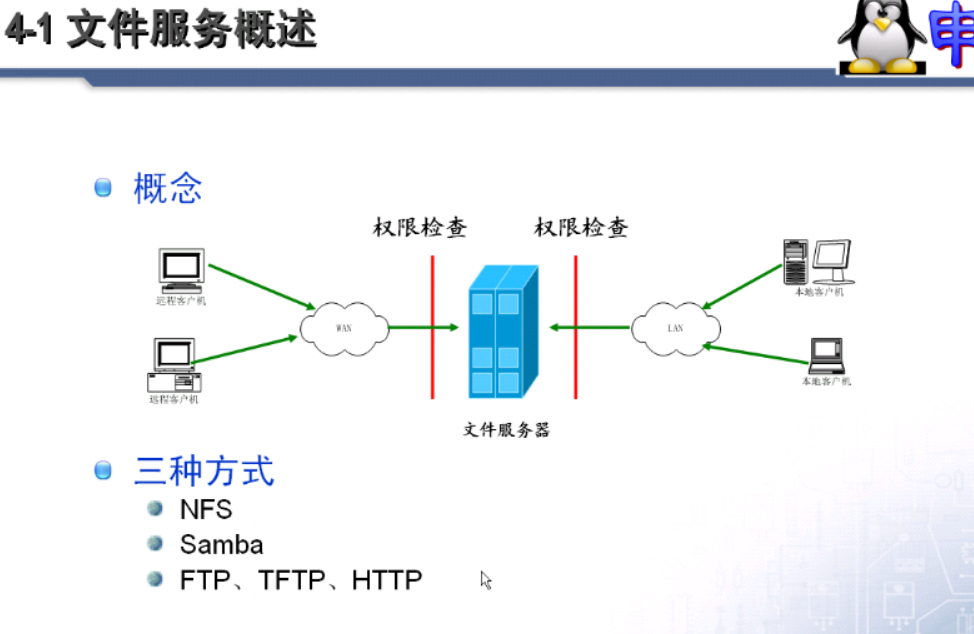 4-1 文件服务概述
申
概念
权限检查 权限检查
远程客户机
本地客户机
WAN
LAN
远程客户机
本地客户机
文件服务器
三种方式
NFS
Samba
FTP、TFTP、HTTP